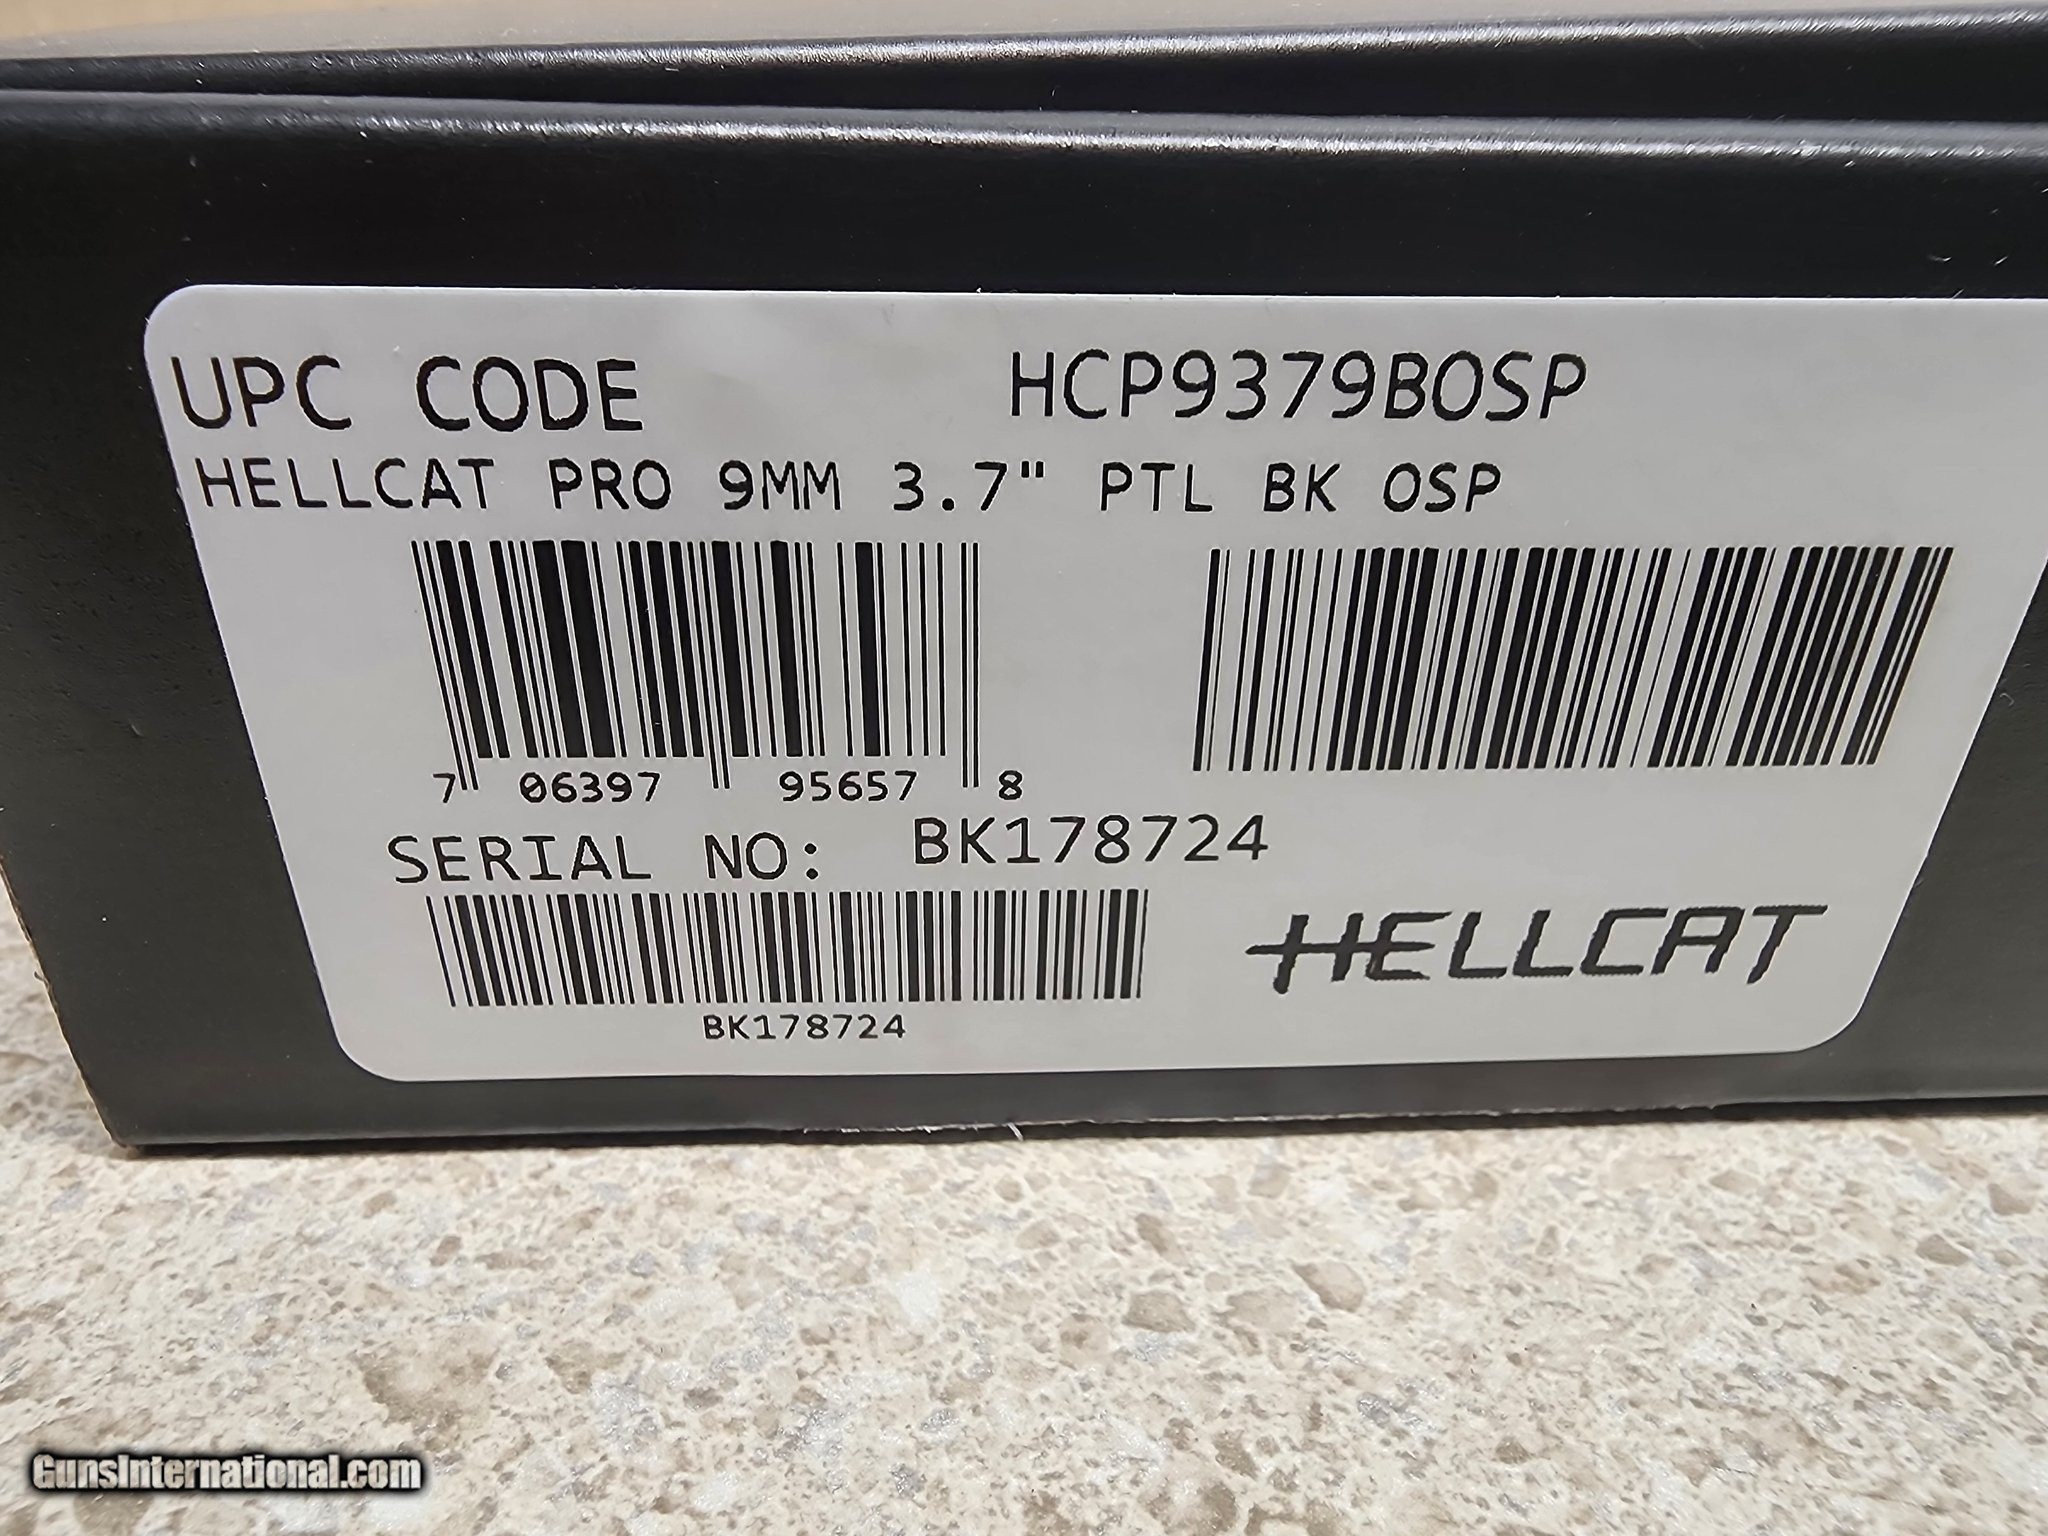 UPC CODE HCP9379BOSP
HELLCAT PRO 9MM 3.7" PTL BK OSP
7 06397 95657 8
SERIAL NO: BK178724
BK178724
HELLCAT
GunsInternational.com